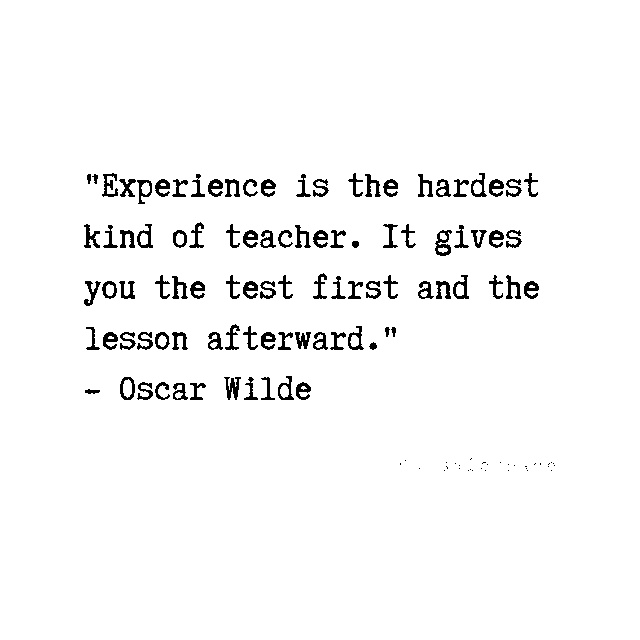 "Experience is the hardest
kind of teacher. It gives
you the test first and the
lesson afterward."
– Oscar Wilde